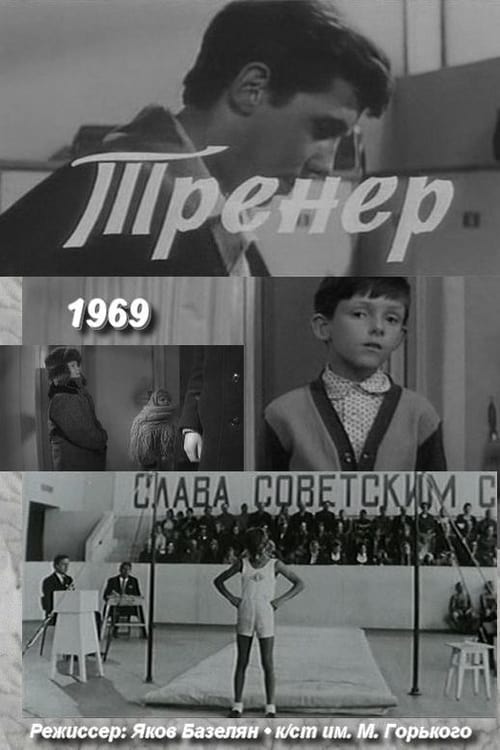 Тренер
1969
СЛАВА СОВЕТСКИМ С
Режиссер: Яков Базелян • к/ст им. М. Горького